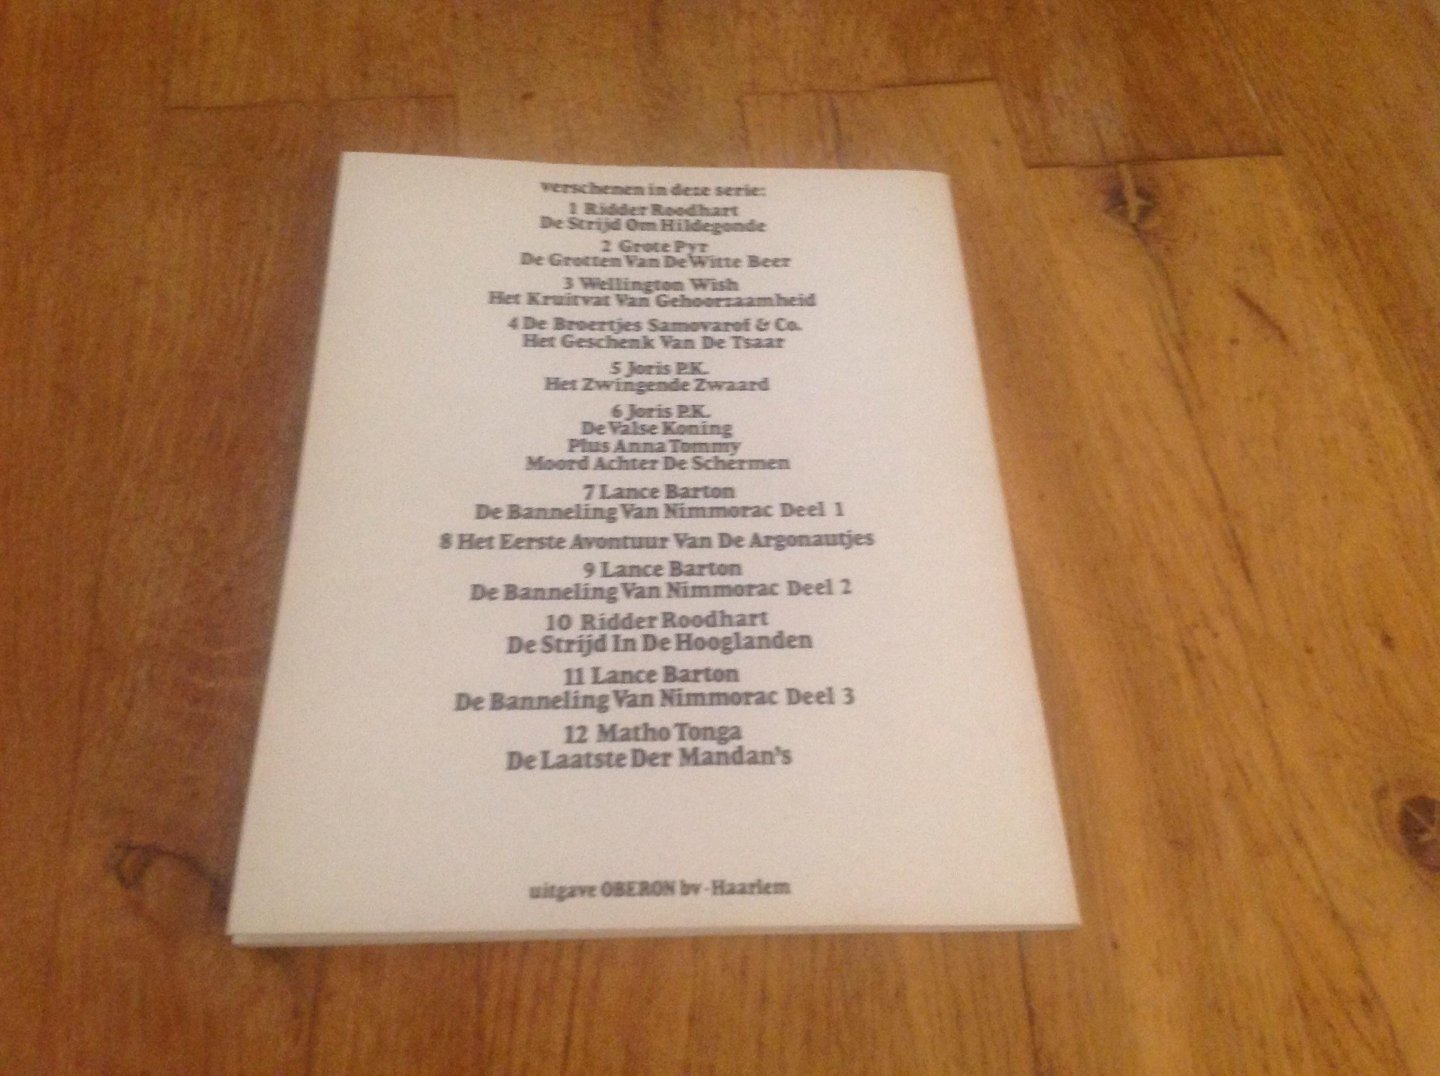 verschenen in deze serie:
1 Ridder Roodhart
De Strijd Om Hildegonde
2 Grote Pyr
De Grotten Van De Witte Beer
3 Wellington Wish
Het Kruitvat Van Gehoorzaamheid
4 De Broertjes Samovarof & Co.
Het Geschenk Van De Tsaar
5 Joris P.K.
Het Zwingende Zwaard
6 Joris P.K.
De Valse Koning
Plus Anna Tommy
Moord Achter De Schermen
7 Lance Barton
De Banneling Van Nimmorac Deel 1
8 Het Eerste Avontuur Van De Argonautjes
9 Lance Barton
De Banneling Van Nimmorac Deel 2
10 Ridder Roodhart
De Strijd In De Hooglanden
11 Lance Barton
De Banneling Van Nimmorac Deel 3
12 Matho Tonga
De Laatste Der Mandan's
uitgave OBERON bv - Haarlem